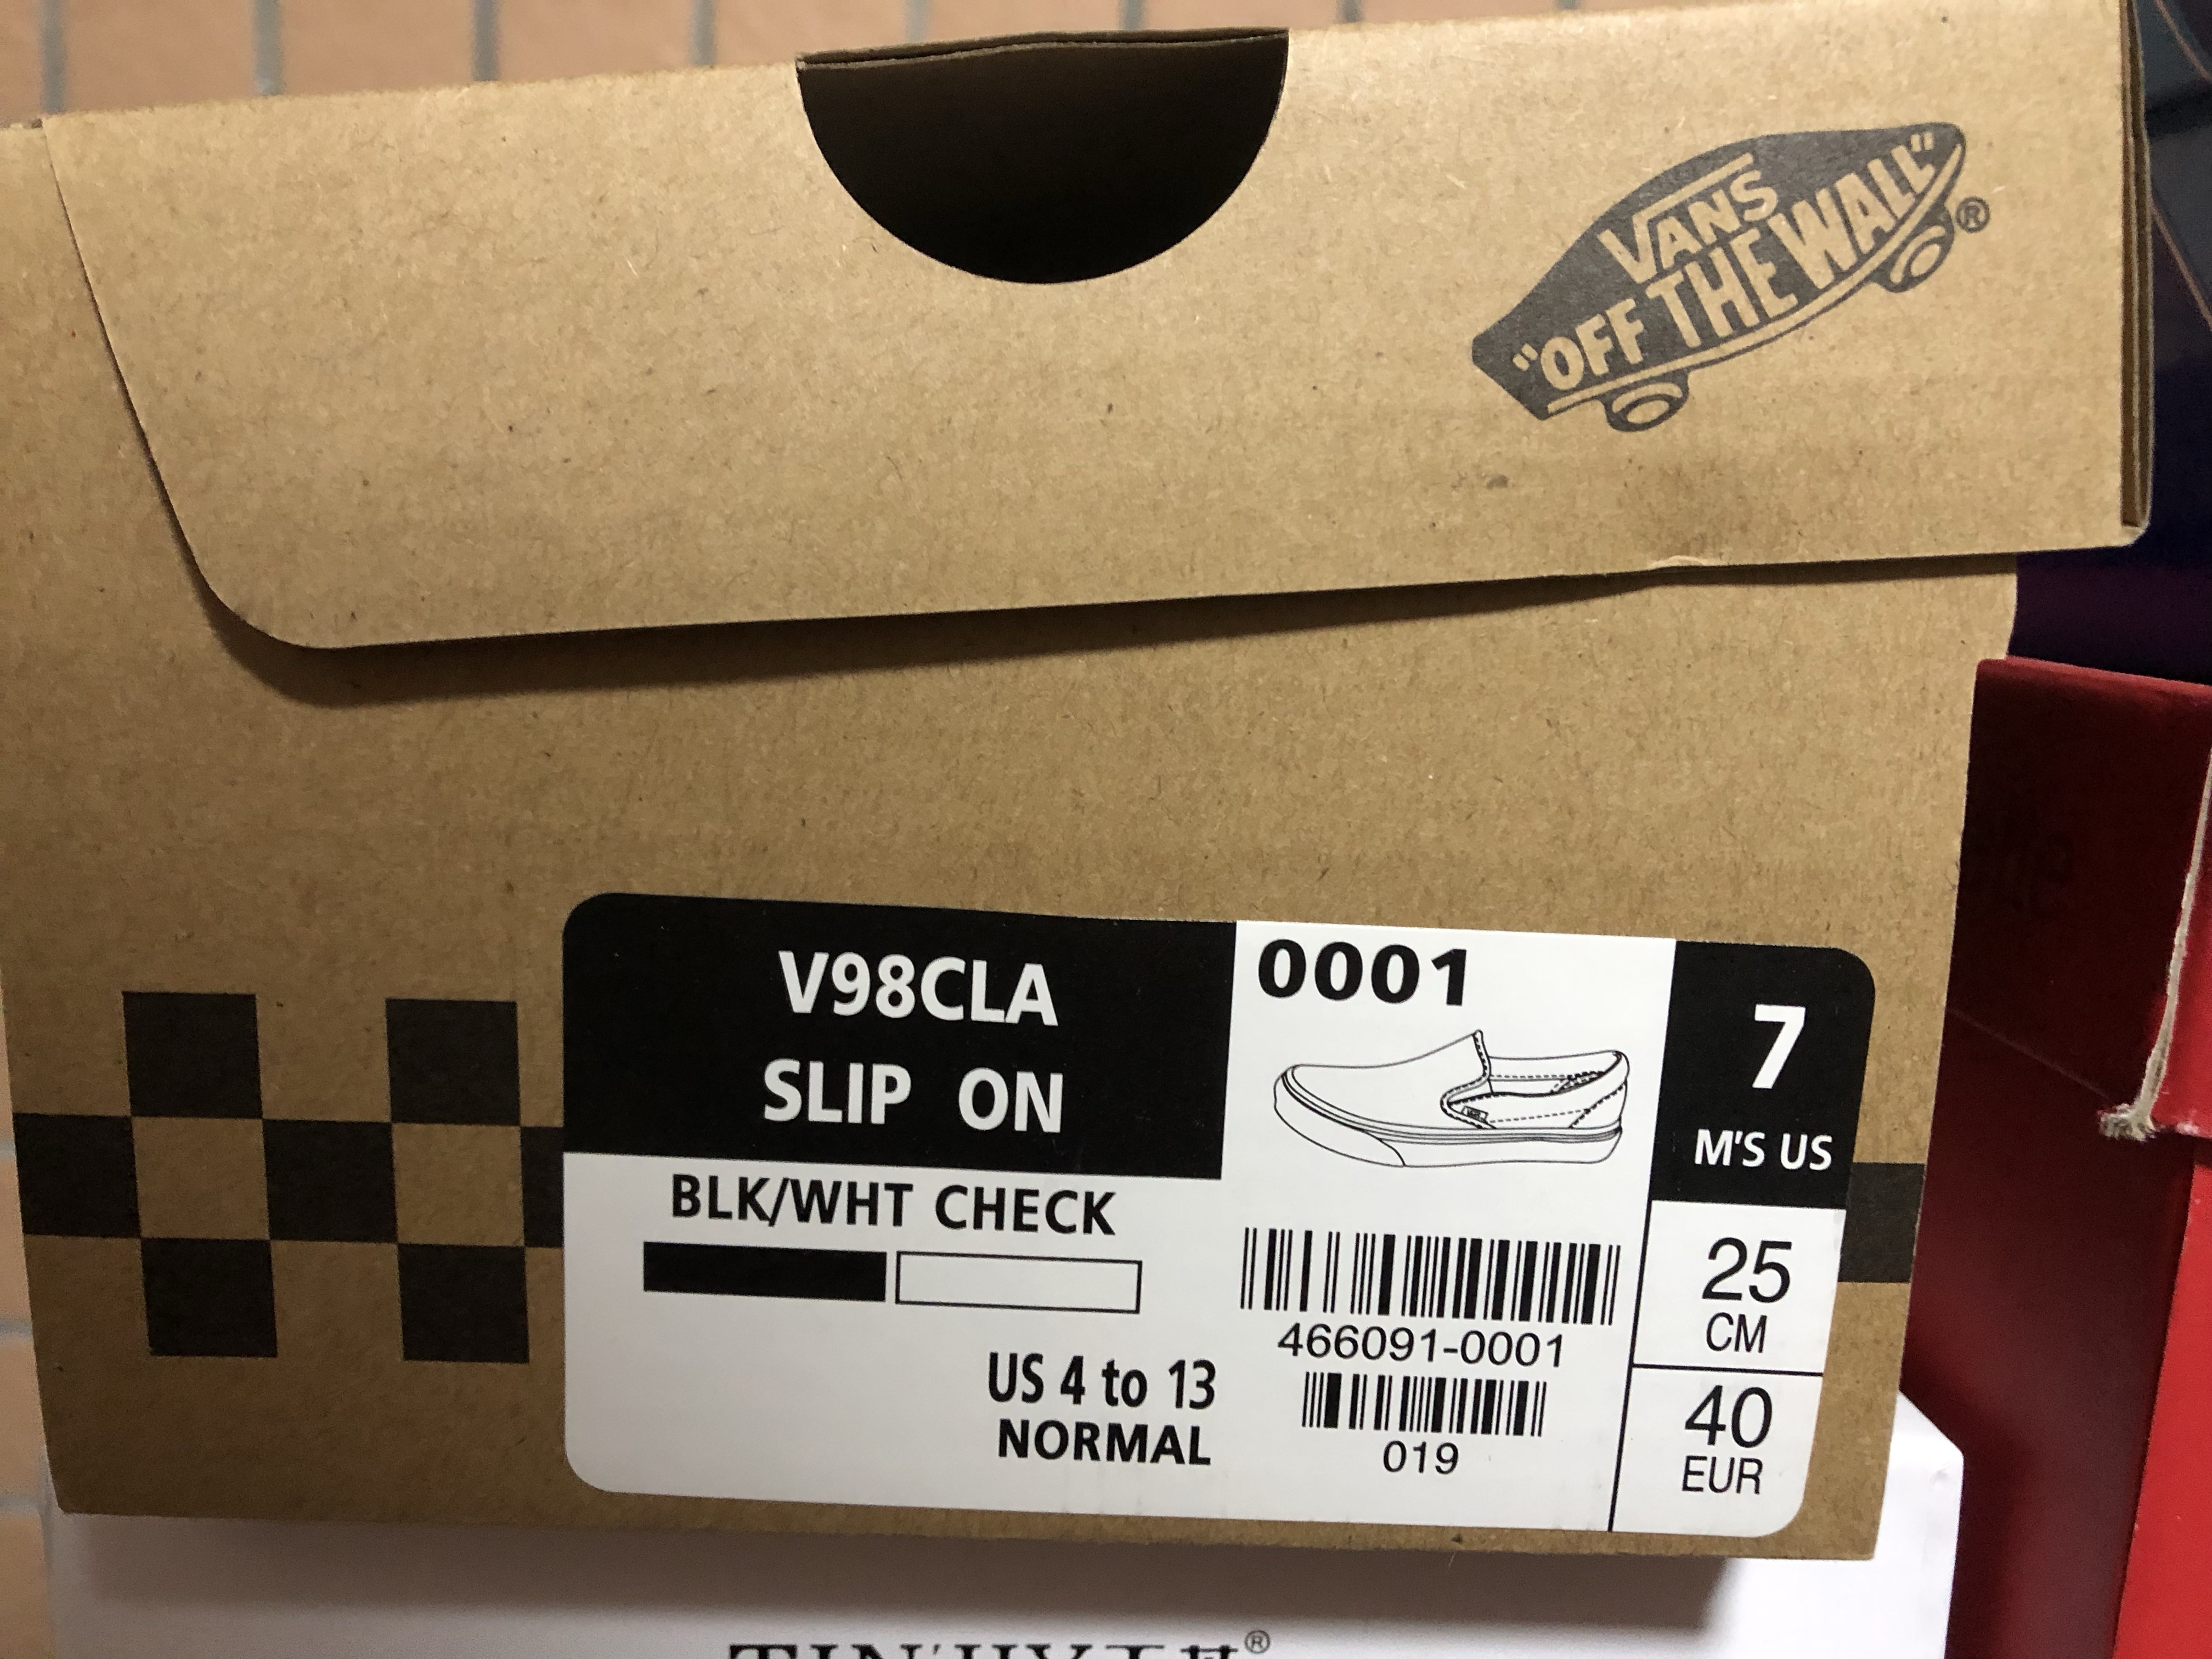 VANS
"OFF THE WALL"®
V98CLA
SLIP ON
BLK/WHT CHECK
US 4 to 13
NORMAL
0001
466091-0001
019
7
M'S US
25
CM
40
EUR